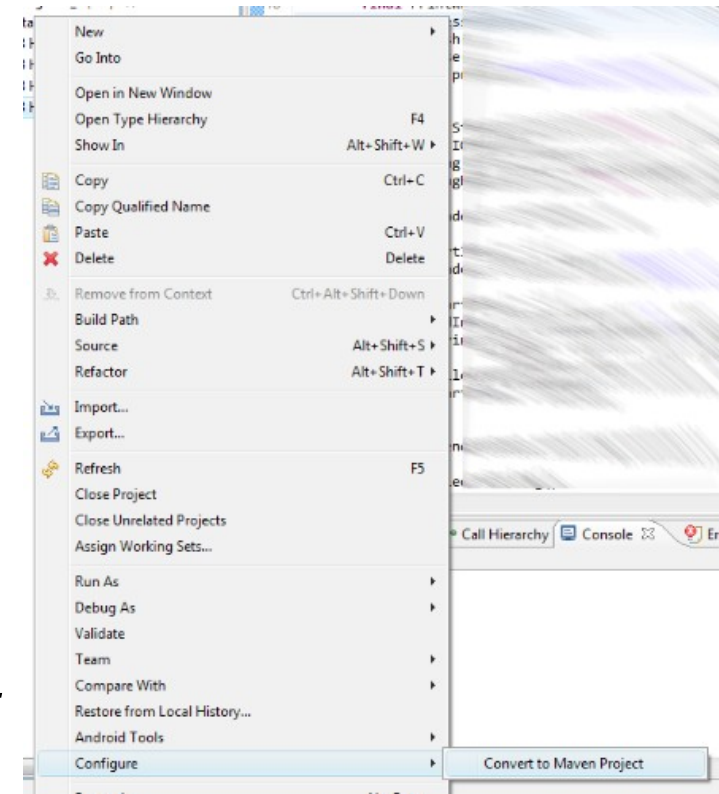 New
Go Into
Open in New Window
Open Type Hierarchy F4
Show In Alt+Shift+W
Copy Ctrl+C
Copy Qualified Name
Paste Ctrl+V
Delete Delete
Remove from Context Ctrl+Alt+Shift+Down
Build Path
Source Alt+Shift+S
Refactor Alt+Shift+T
Import...
Export...
Refresh F5
Close Project
Close Unrelated Projects
Assign Working Sets...
Call Hierarchy Console Er
Run As
Debug As
Validate
Team
Compare With
Restore from Local History...
Android Tools
Configure Convert to Maven Project